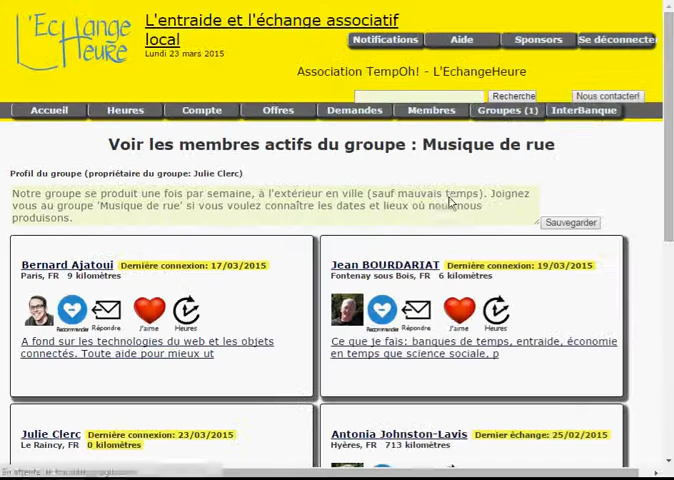 L'EcHange
Heure
L'entraide et l'échange associatif
local
Lundi 23 mars 2015
Notifications Aide Sponsors Se déconnecter
Association TempOh! - L'EchangeHeure
Recherche Nous contacter!
Accueil Heures Compte Offres Demandes Membres Groupes (1) InterBanque
Voir les membres actifs du groupe : Musique de rue
Profil du groupe (propriétaire du groupe: Julie Clerc)
Notre groupe se produit une fois par semaine, à l'extérieur en ville (sauf mauvais temps). Joignez
vous au groupe 'Musique de rue' si vous voulez connaître les dates et lieux où nous nous
produisons.
Sauvegarder
Bernard Ajatoui Dernière connexion: 17/03/2015
Paris, FR 9 kilomètres
Recommander Répondre J'aime Heures
A fond sur les technologies du web et les objets
connectés. Toute aide pour mieux ut
Jean BOURDARIAT Dernière connexion: 19/03/2015
Fontenay sous Bois, FR 6 kilomètres
Recommander Répondre J'aime Heures
Ce que je fais: banques de temps, entraide, économie
en temps que science sociale, p
Julie Clerc Dernière connexion: 23/03/2015
Le Raincy, FR 0 kilomètres
Antonia Johnston-Lavis Dernier échange: 25/02/2015
Hyères, FR 713 kilomètres